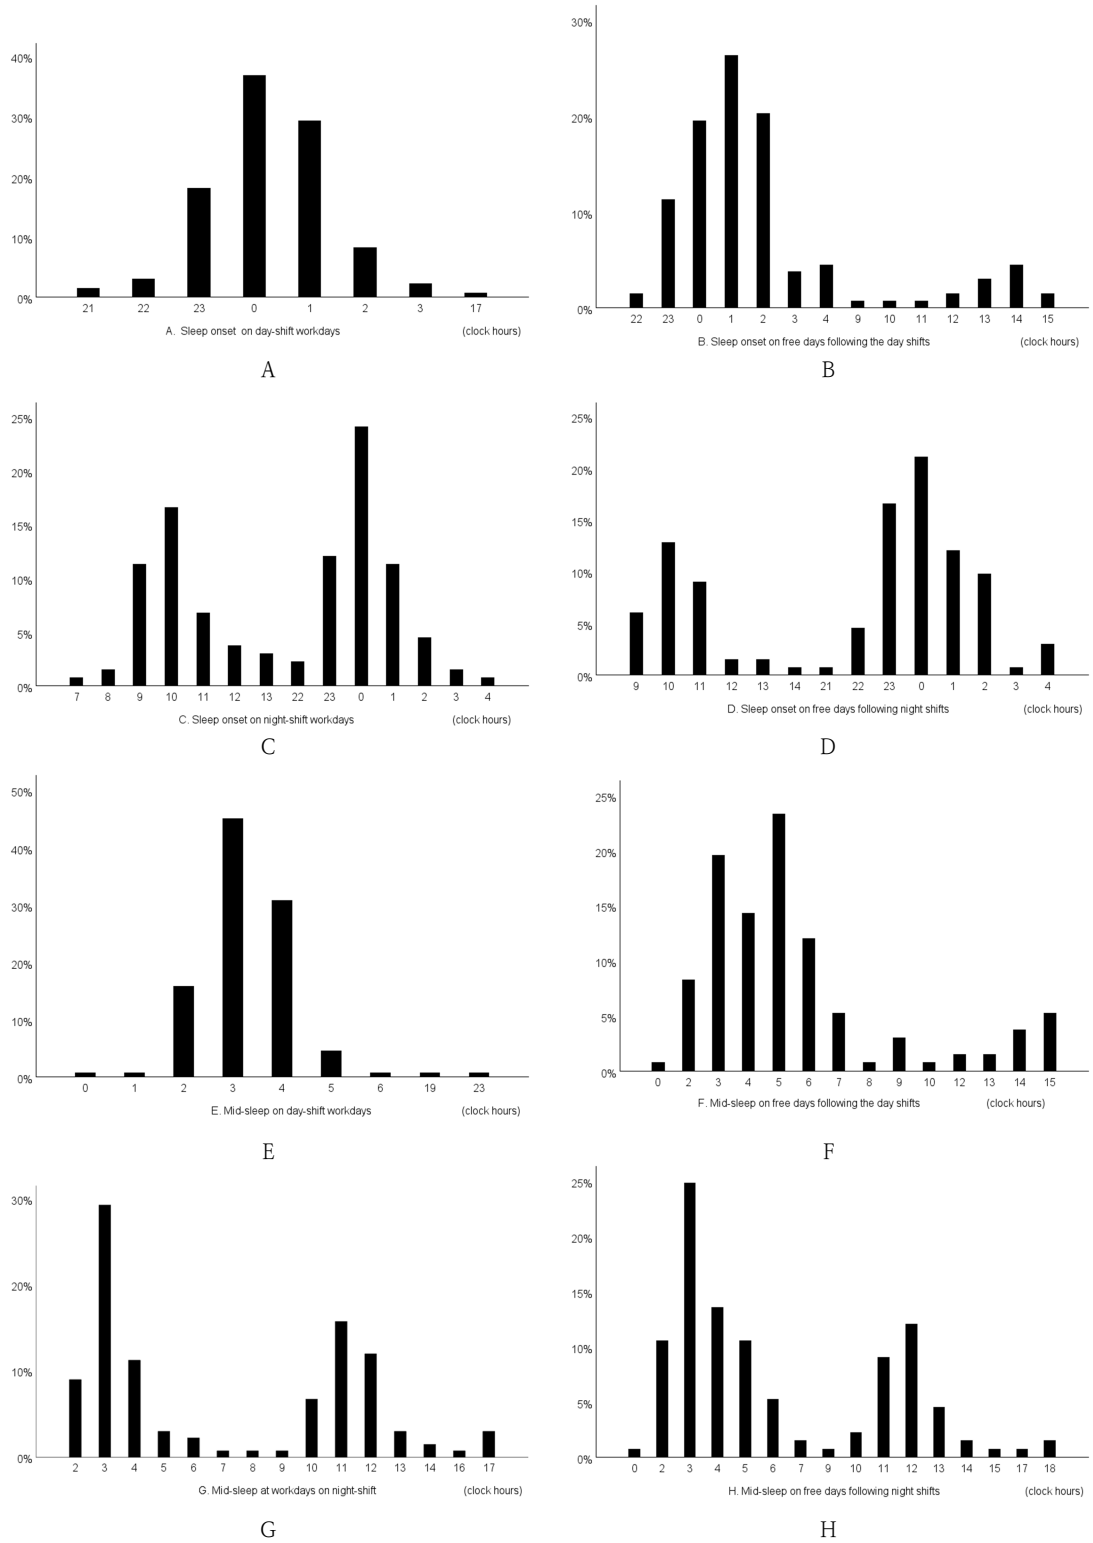 40%
30%
20%
10%
0%
21 22 23 0 1 2 3 17
A. Sleep onset on day-shift workdays (clock hours)
A
30%
20%
10%
0%
22 23 0 1 2 3 4 9 10 11 12 13 14 15
B. Sleep onset on free days following the day shifts (clock hours)
B
25%
20%
15%
10%
5%
0%
7 8 9 10 11 12 13 22 23 0 1 2 3 4
C. Sleep onset on night-shift workdays (clock hours)
C
25%
20%
15%
10%
5%
0%
9 10 11 12 13 14 21 22 23 0 1 2 3 4
D. Sleep onset on free days following night shifts (clock hours)
D
50%
40%
30%
20%
10%
0%
0 1 2 3 4 5 6 19 23
E. Mid-sleep on day-shift workdays (clock hours)
E
25%
20%
15%
10%
5%
0%
0 2 3 4 5 6 7 8 9 10 12 13 14 15
F. Mid-sleep on free days following the day shifts (clock hours)
F
30%
20%
10%
0%
2 3 4 5 6 7 8 9 10 11 12 13 14 16 17
G. Mid-sleep at workdays on night-shift (clock hours)
G
25%
20%
15%
10%
5%
0%
0 2 3 4 5 6 7 9 10 11 12 13 14 15 17 18
H. Mid-sleep on free days following night shifts (clock hours)
H